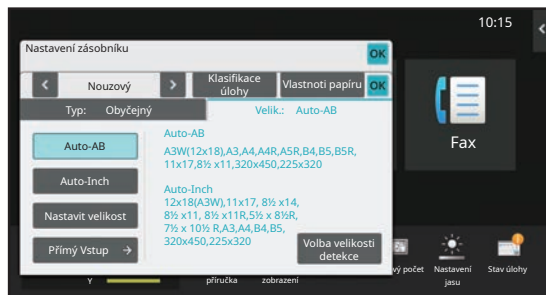 10:15
Nastavení zásobníku
OK
Nouzový
Klasifikace
úlohy
Vlastnoti papíru
OK
Typ: Obyčejný
Velik.: Auto-AB
Auto-AB
Auto-Inch
Nastavit velikost
Přímý Vstup →
Auto-AB
A3W(12x18),A3,A4,A4R,A5R,B4,B5,B5R,
11x17,8½ x11,320x450,225x320
Auto-Inch
12x18(A3W),11x17, 8½ x14,
8½ x11, 8½ x11R,5½ x 8½R,
7½ x 10½ R,A3,A4,B4,B5,
320x450,225x320
Volba velikosti
detekce
Fax
Y
příručka
zobrazení
vý počet
Nastavení
jasu
Stav úlohy